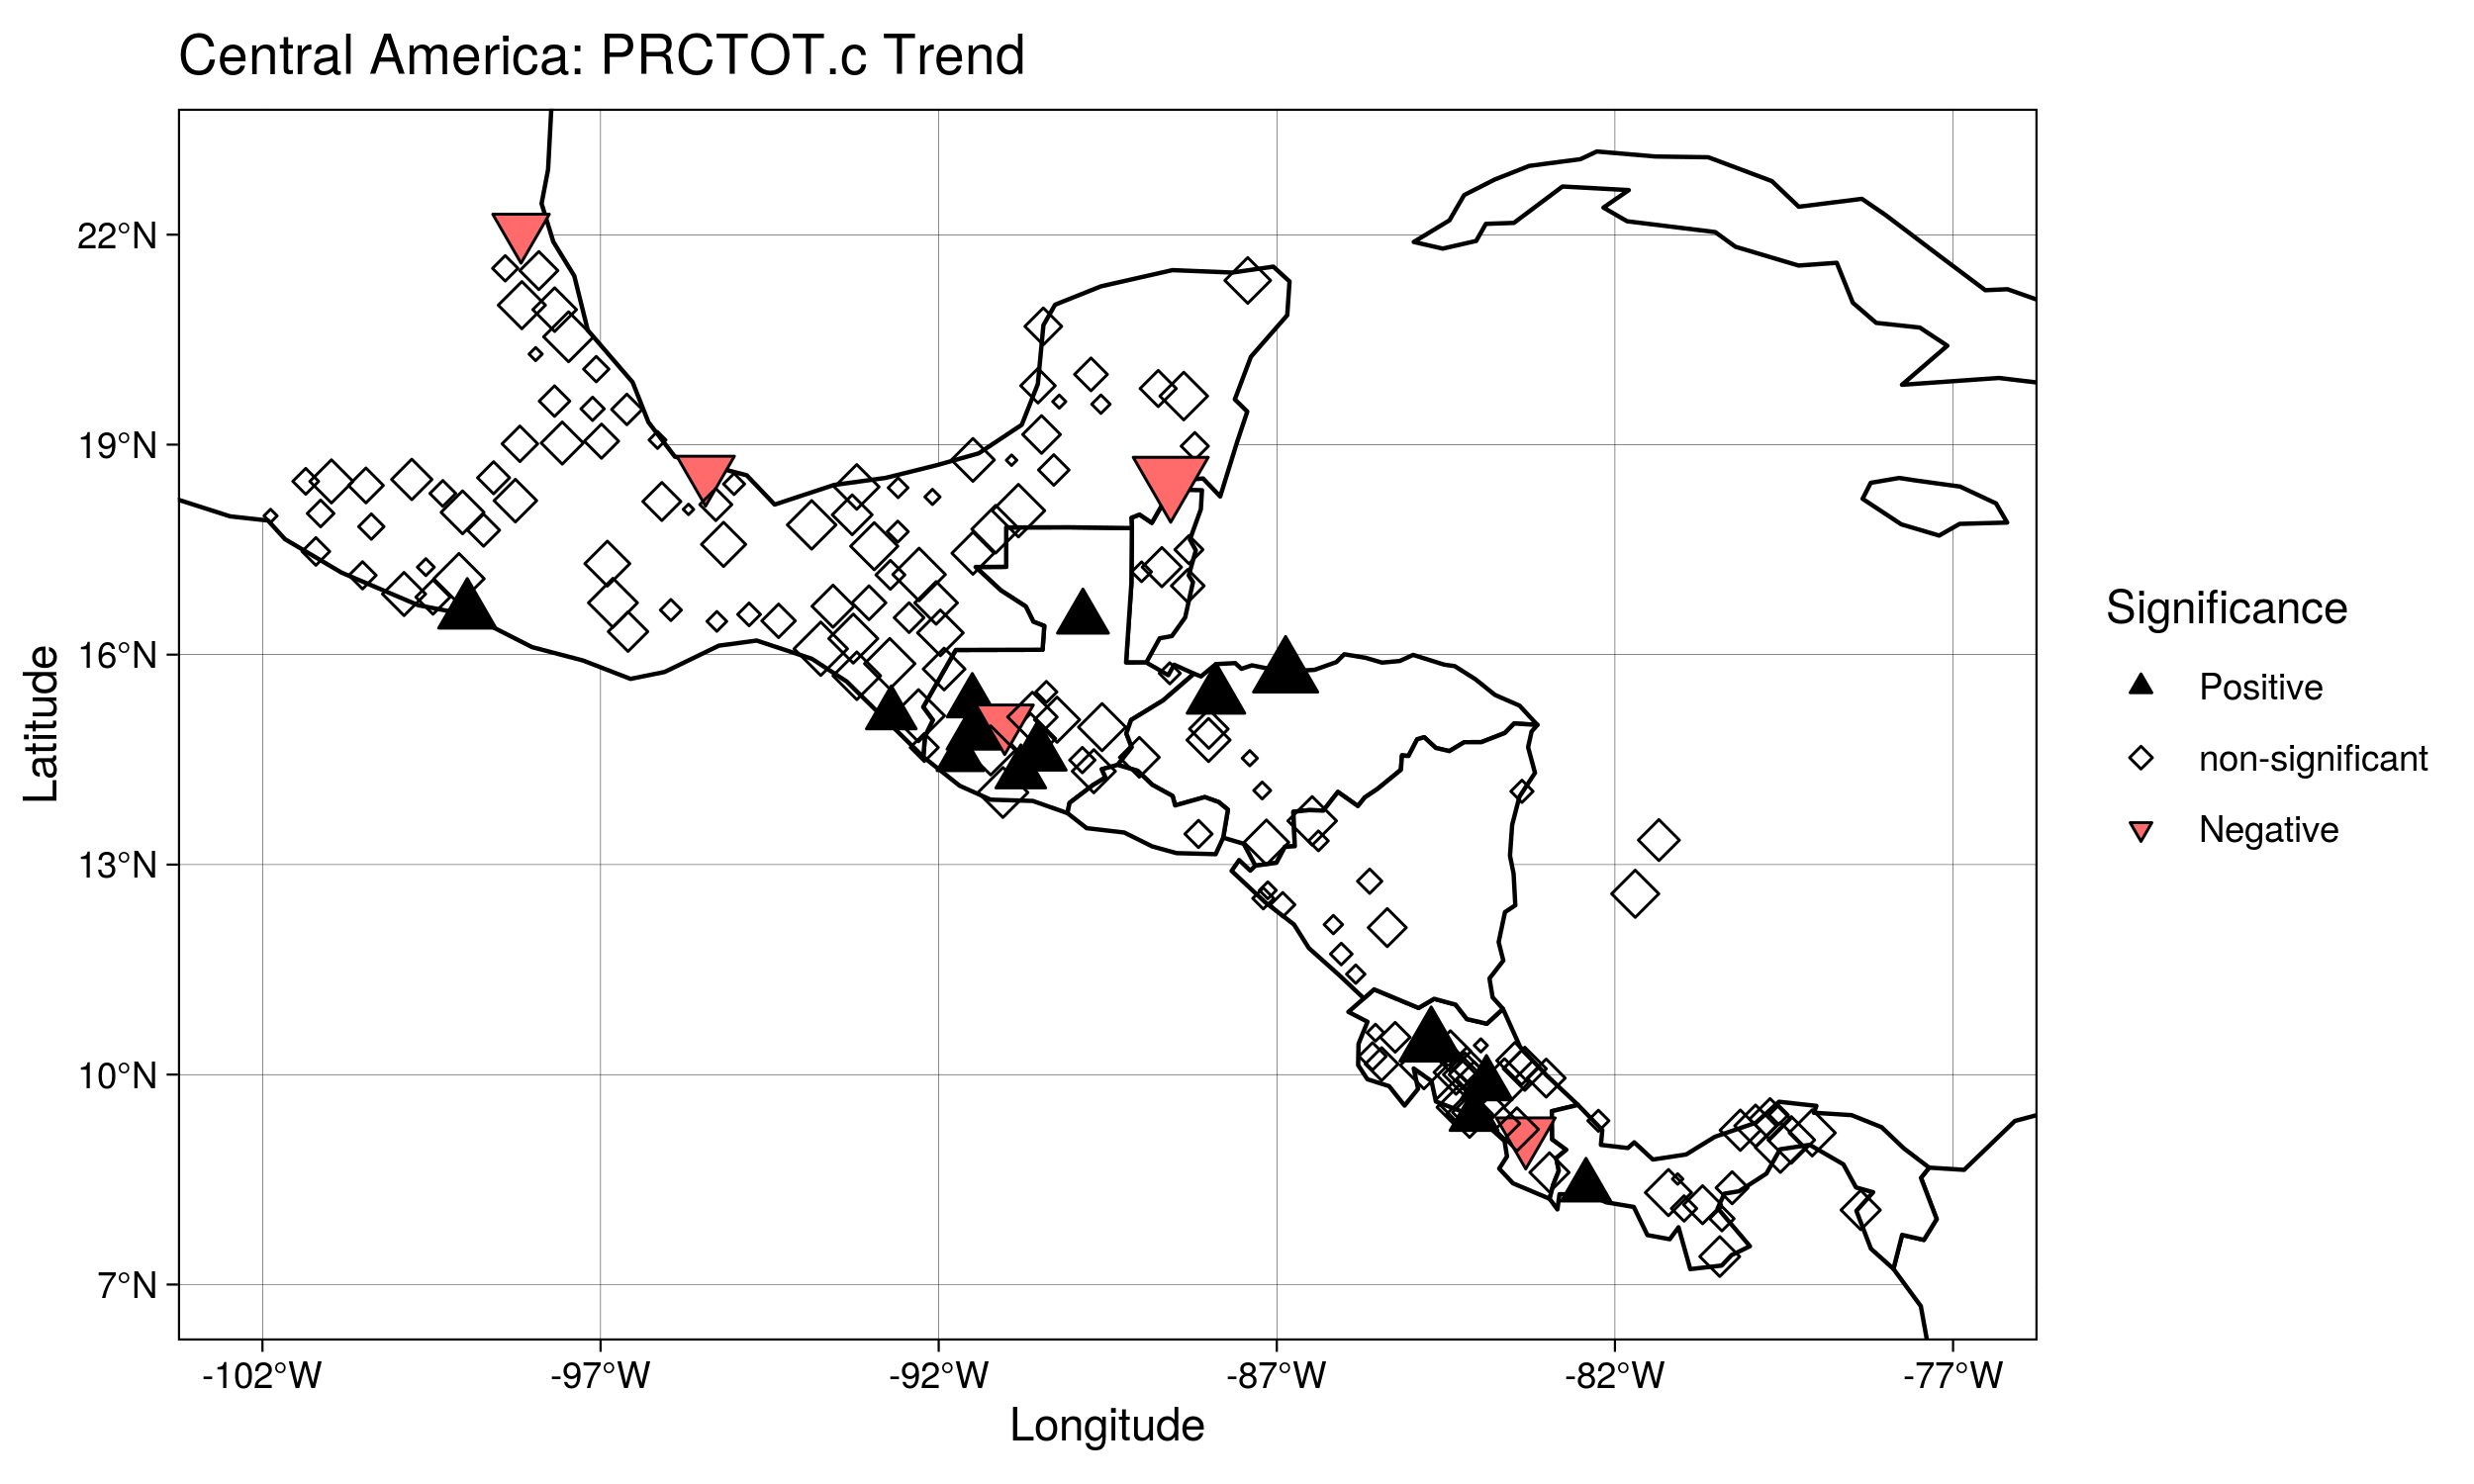 Central America: PRCTOT.c Trend
22°N
19°N
16°N
13°N
10°N
7°N
Latitude
-102°W
-97°W
-92°W
-87°W
-82°W
-77°W
Longitude
Significance
Positive
non-significant
Negative